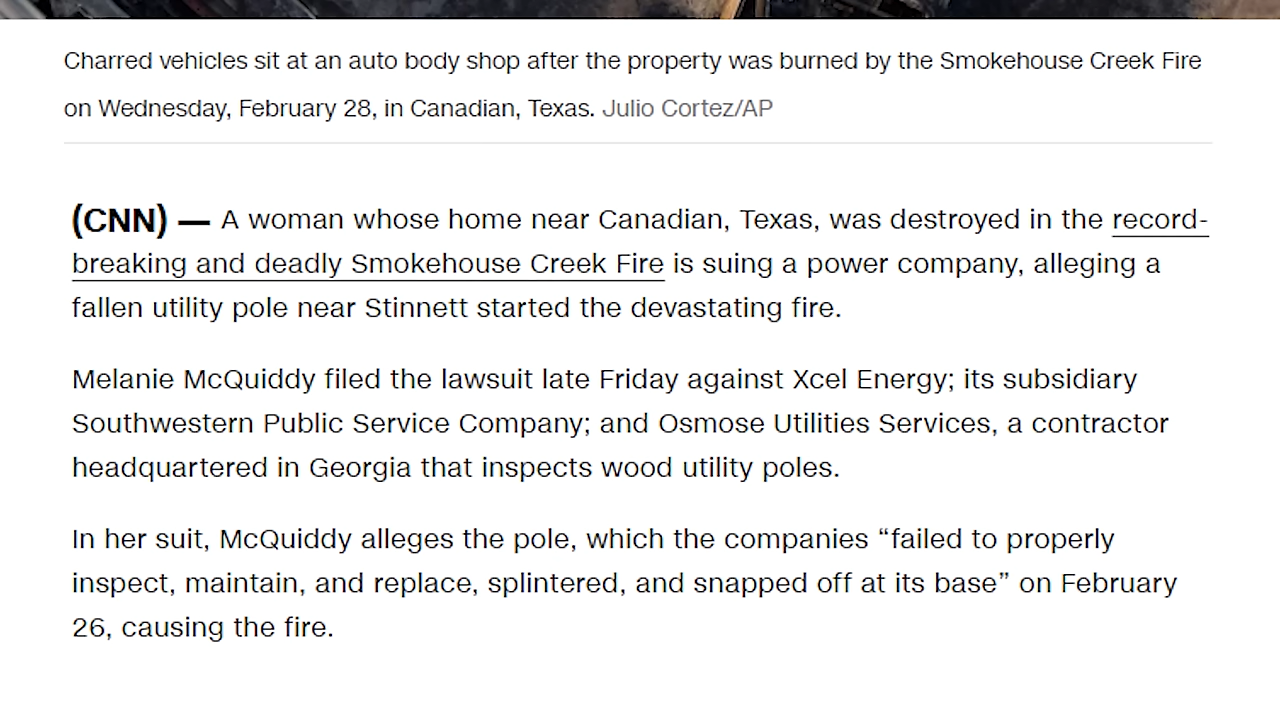 Charred vehicles sit at an auto body shop after the property was burned by the Smokehouse Creek Fire
on Wednesday, February 28, in Canadian, Texas. Julio Cortez/AP
(CNN) — A woman whose home near Canadian, Texas, was destroyed in the record-
breaking and deadly Smokehouse Creek Fire is suing a power company, alleging a
fallen utility pole near Stinnett started the devastating fire.
Melanie McQuiddy filed the lawsuit late Friday against Xcel Energy; its subsidiary
Southwestern Public Service Company; and Osmose Utilities Services, a contractor
headquartered in Georgia that inspects wood utility poles.
In her suit, McQuiddy alleges the pole, which the companies “failed to properly
inspect, maintain, and replace, splintered, and snapped off at its base” on February
26, causing the fire.